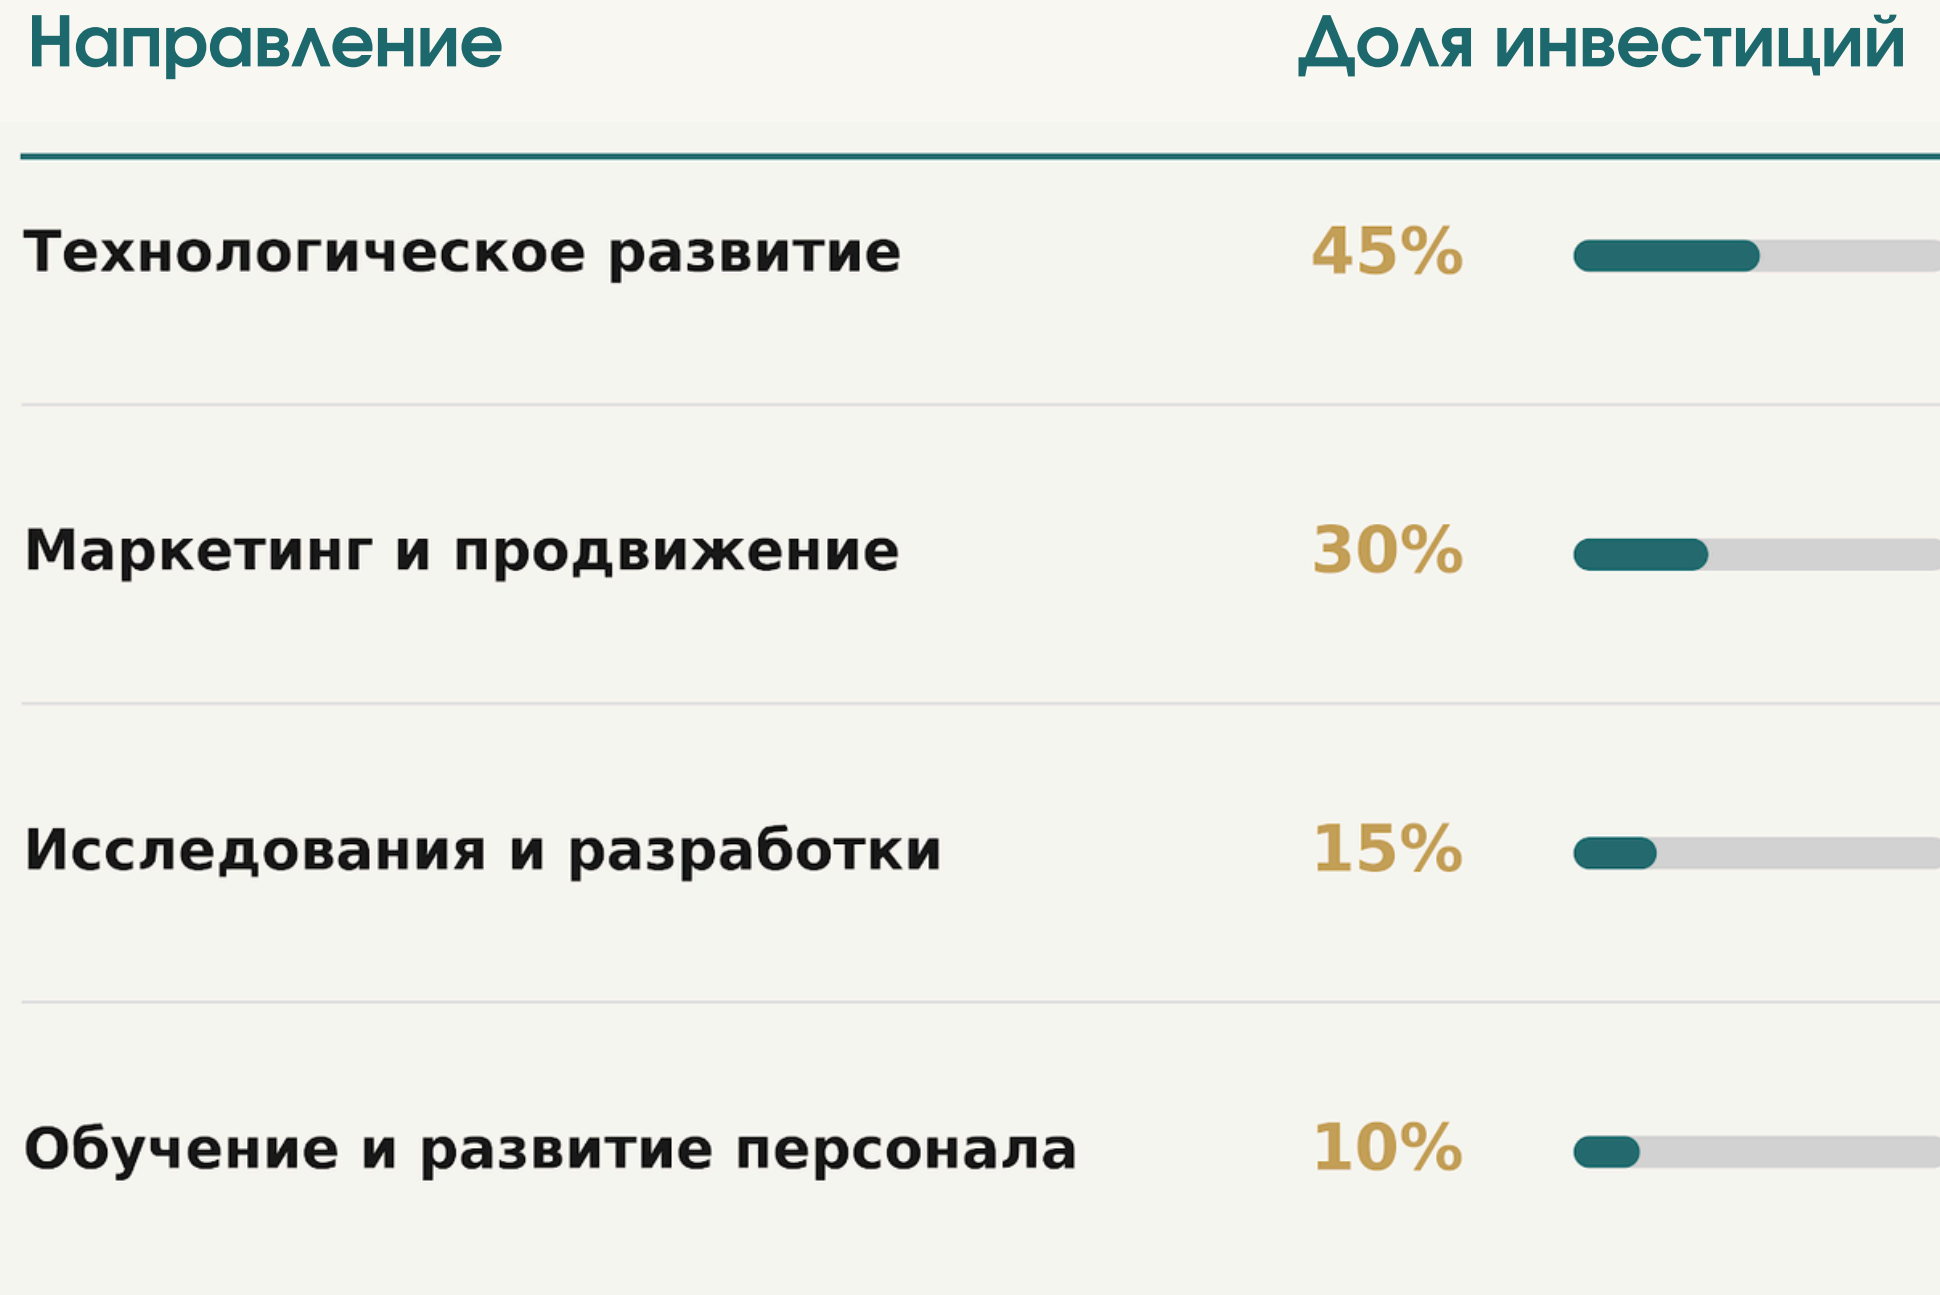 Направление Доля инвестиций
Технологическое развитие 45%
Маркетинг и продвижение 30%
Исследования и разработки 15%
Обучение и развитие персонала 10%